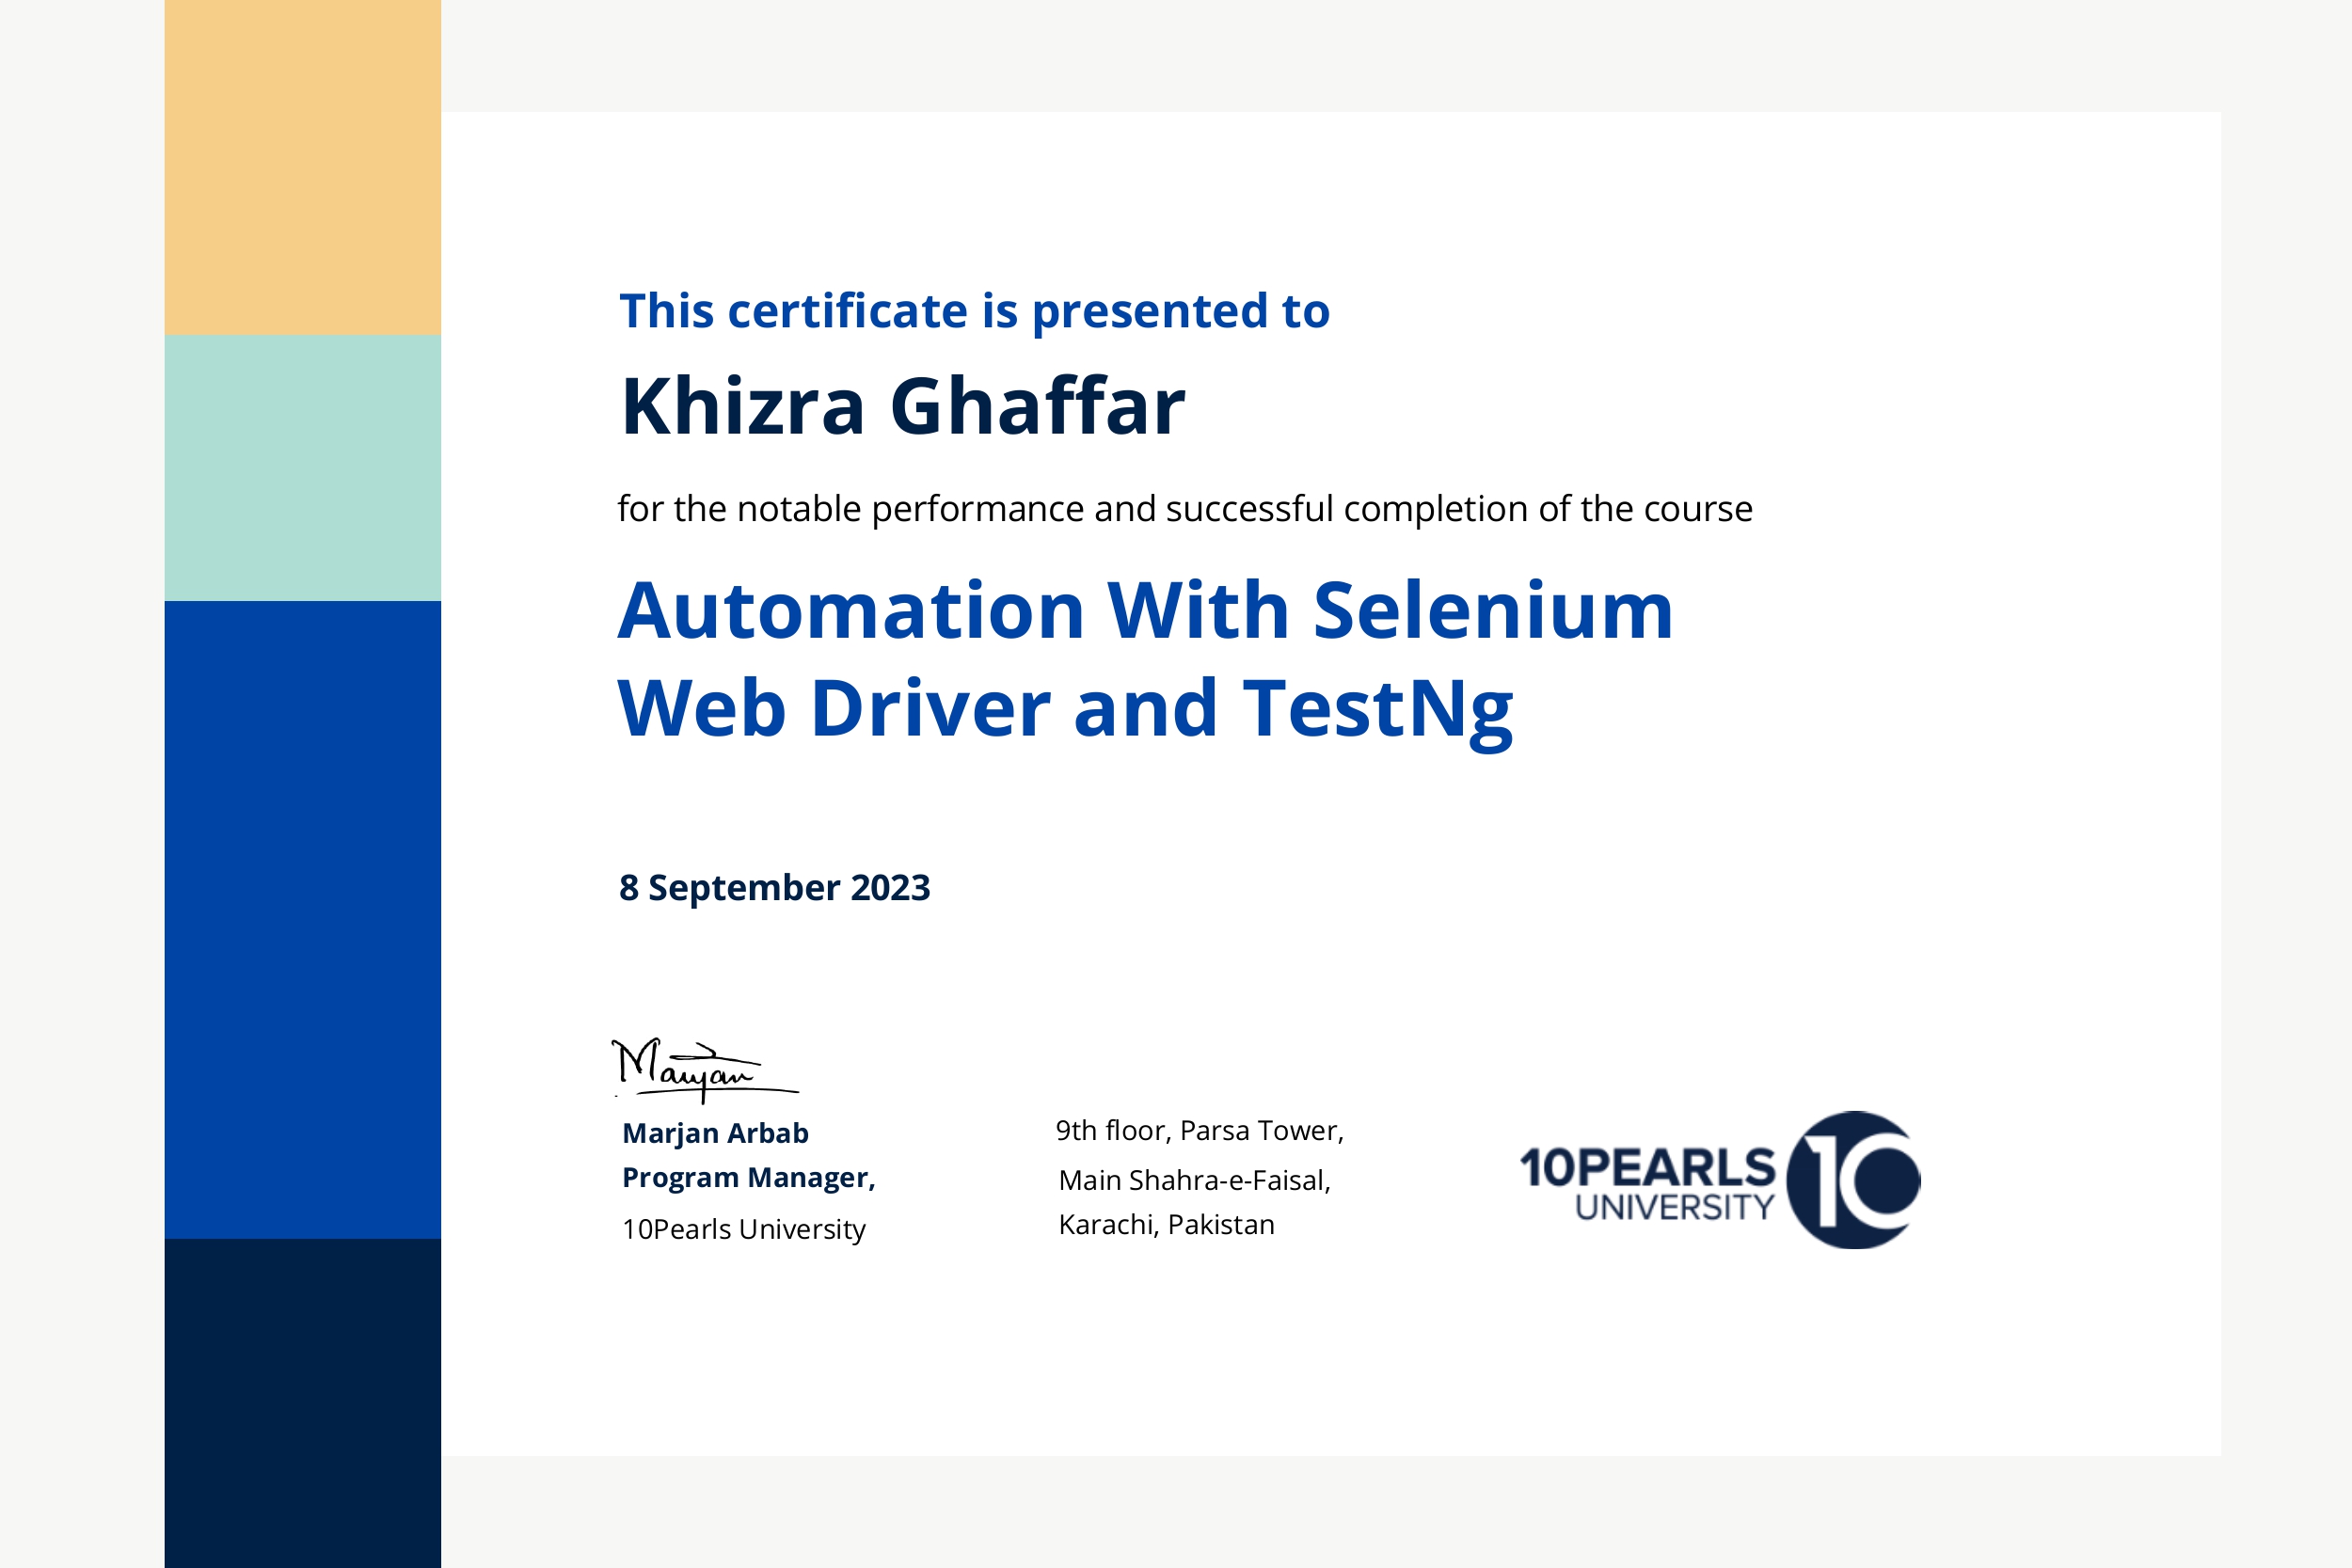 This certificate is presented to
Khizra Ghaffar
for the notable performance and successful completion of the course
Automation With Selenium
Web Driver and TestNg
8 September 2023
Marjan
Marjan Arbab
Program Manager,
10Pearls University
9th floor, Parsa Tower,
Main Shahra-e-Faisal,
Karachi, Pakistan
10PEARLS
UNIVERSITY
10